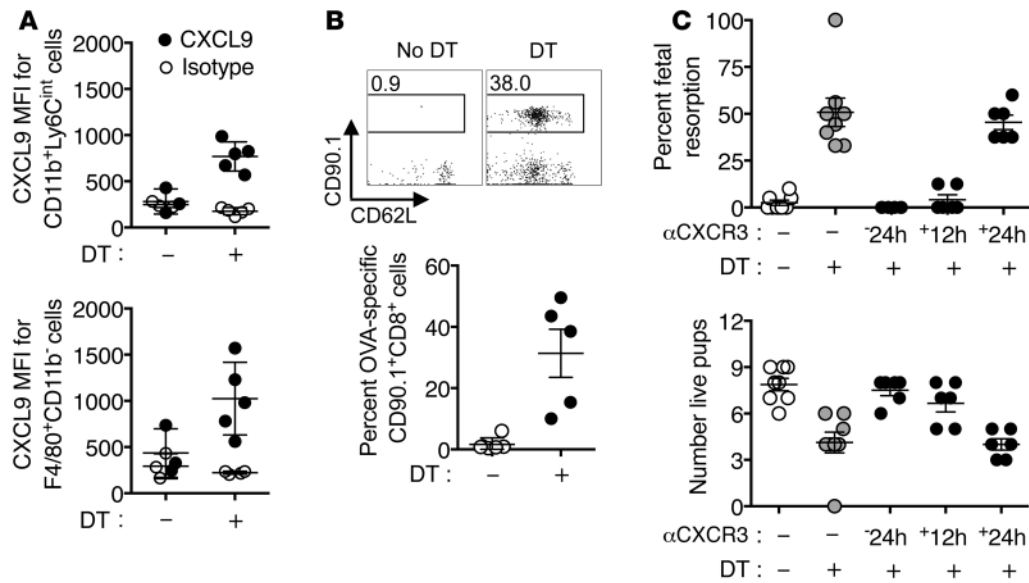 A
CXCL9 MFI for
CD11b⁺Ly6Cⁱⁿᵗ cells
2000
1500
1000
500
0
CXCL9
Isotype
DT : – +
CXCL9 MFI for
F4/80⁺CD11b⁻ cells
2000
1500
1000
500
0
DT : – +
B
No DT DT
0.9 38.0
CD90.1
CD62L
Percent OVA-specific
CD90.1⁺CD8⁺ cells
60
40
20
0
DT : – +
C
Percent fetal
resorption
100
75
50
25
0
αCXCR3 : – – ⁻24h ⁺12h ⁺24h
DT : – + + + +
Number live pups
12
9
6
3
0
αCXCR3 : – – ⁻24h ⁺12h ⁺24h
DT : – + + + +